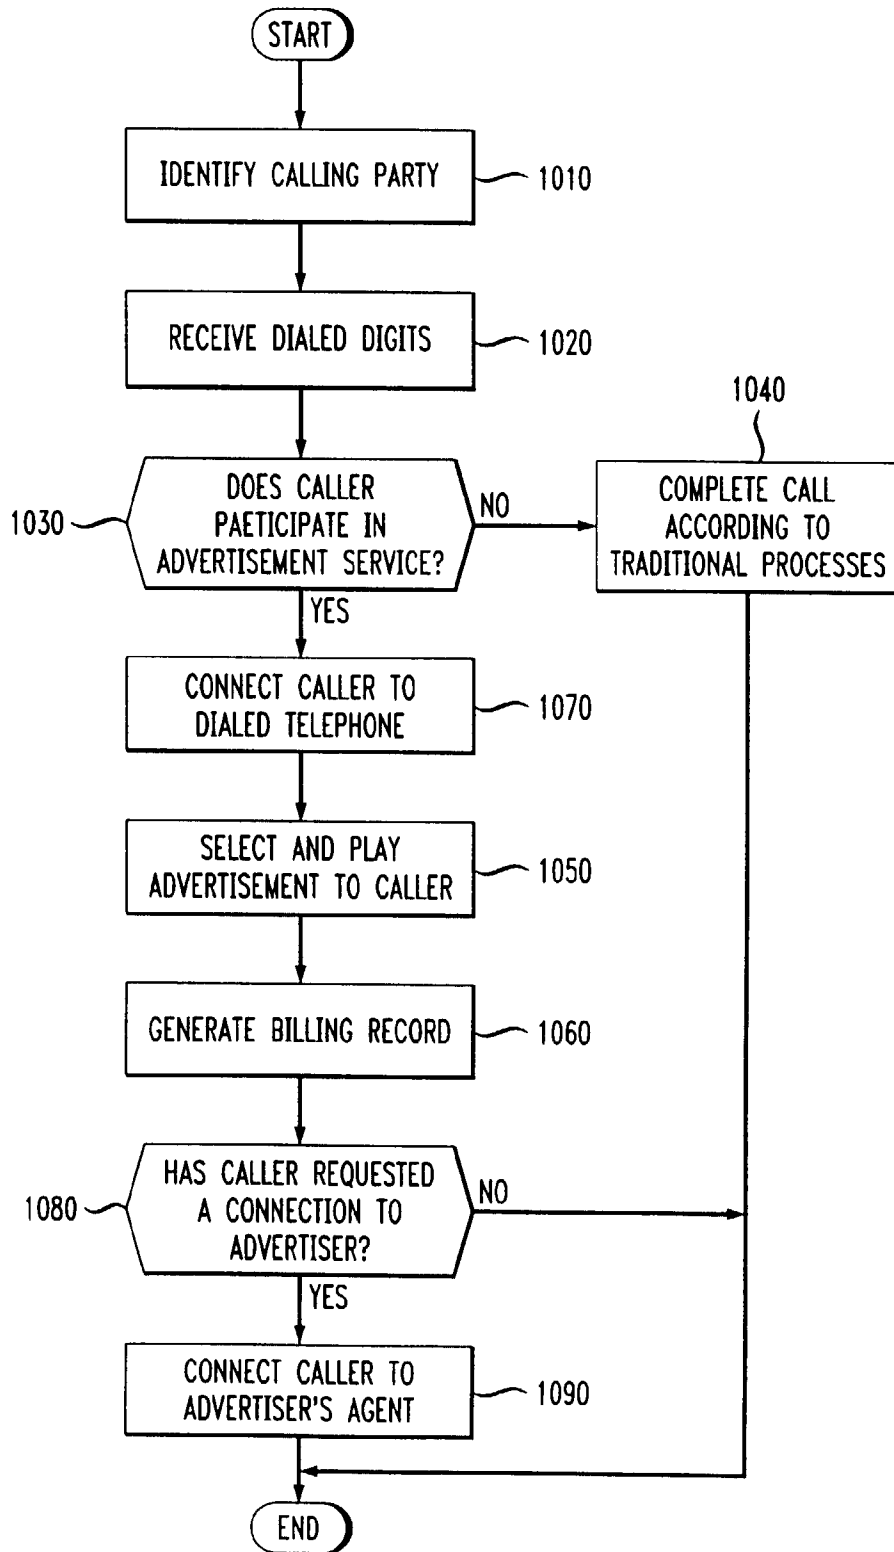 START
IDENTIFY CALLING PARTY
1010
RECEIVE DIALED DIGITS
1020
1040
DOES CALLER
PAETICIPATE IN
ADVERTISEMENT SERVICE?
1030
NO
COMPLETE CALL
ACCORDING TO
TRADITIONAL PROCESSES
YES
CONNECT CALLER TO
DIALED TELEPHONE
1070
SELECT AND PLAY
ADVERTISEMENT TO CALLER
1050
GENERATE BILLING RECORD
1060
HAS CALLER REQUESTED
A CONNECTION TO
ADVERTISER?
1080
NO
YES
CONNECT CALLER TO
ADVERTISER'S AGENT
1090
END